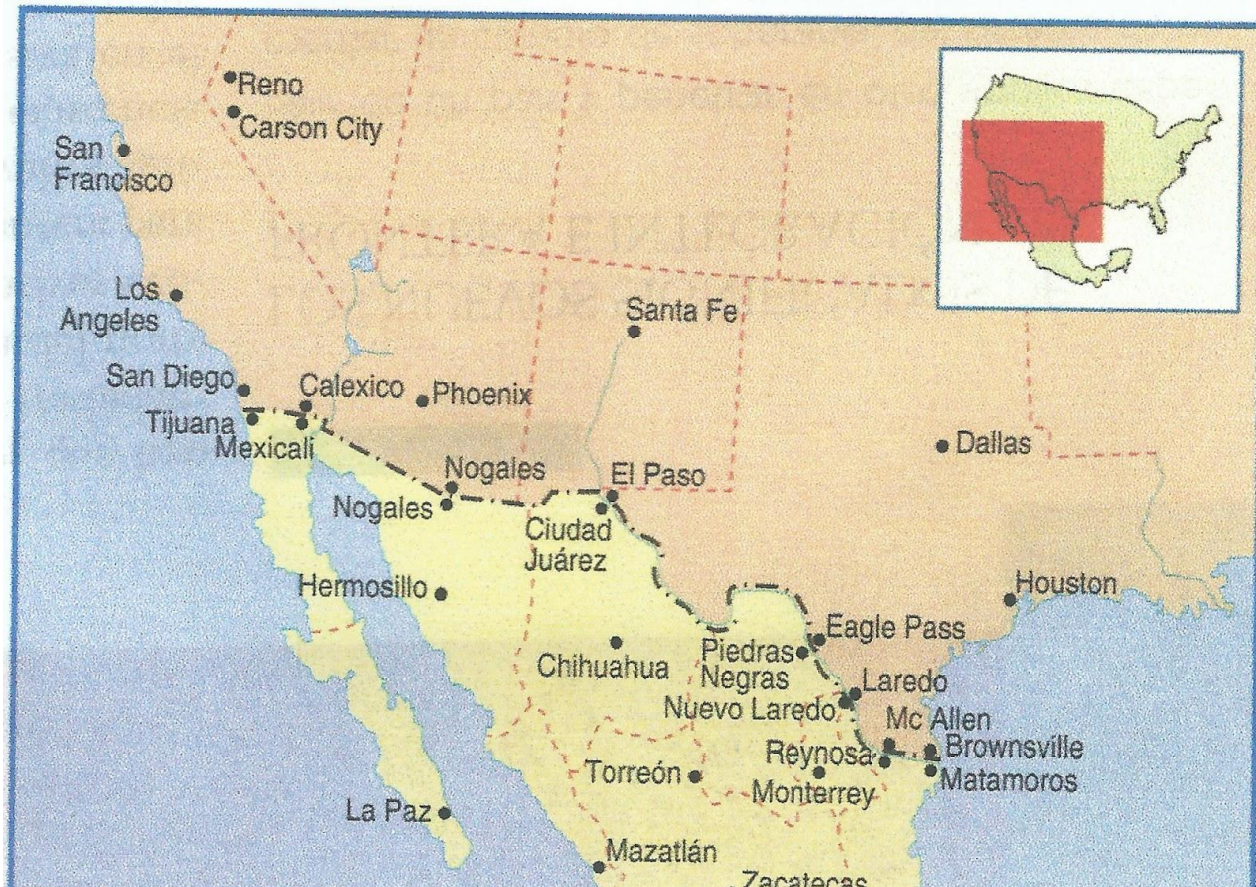 Reno
Carson City
San
Francisco
Los
Angeles
Santa Fe
San Diego
Calexico
Phoenix
Tijuana
Mexicali
Dallas
Nogales
El Paso
Nogales
Ciudad
Juárez
Hermosillo
Houston
Eagle Pass
Chihuahua
Piedras
Negras
Laredo
Nuevo Laredo
Mc Allen
Reynosa
Brownsville
Torreón
Monterrey
Matamoros
La Paz
Mazatlán
Zacatecas